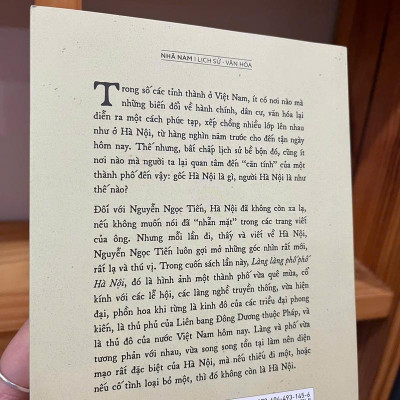 NHÃ NAM | LỊCH SỬ - VĂN HÓA
Trong số các tỉnh thành ở Việt Nam, ít có nơi nào mà
những biến đổi về hành chính, dân cư, văn hóa lại
diễn ra một cách phức tạp, xếp chồng nhiều lớp lên nhau
như ở Hà Nội, từ hàng nghìn năm trước cho đến tận ngày
hôm nay. Thế nhưng, bất chấp lịch sử bề bộn đó, cũng ít
nơi nào mà người ta lại quan tâm đến “căn tính” của một
thành phố đến vậy: gốc Hà Nội là gì, người Hà Nội là như
thế nào?
Đối với Nguyễn Ngọc Tiến, Hà Nội đã không còn xa lạ,
nếu không muốn nói đã “nhẵn mặt” trong các trang viết
của ông. Nhưng mỗi lần đi, thấy và viết về Hà Nội,
Nguyễn Ngọc Tiến luôn gợi mở những góc nhìn rất mới,
rất lạ và thú vị. Trong cuốn sách lần này, Làng làng phố phố
Hà Nội, đó là hình ảnh một thành phố vừa quê mùa, cổ
kính với các lễ hội, các làng nghề truyền thống, vừa hiện
đại, phồn hoa khi từng là kinh đô của các triều đại phong
kiến, là thủ phủ của Liên bang Đông Dương thuộc Pháp, và
là thủ đô của nước Việt Nam hôm nay. Làng và phố vừa
tương phản với nhau, vừa song song tồn tại làm nên diện
mạo rất đặc biệt của Hà Nội, mà nếu thiếu đi một, hoặc
nếu cố tình loại bỏ một, thì đó không còn là Hà Nội.